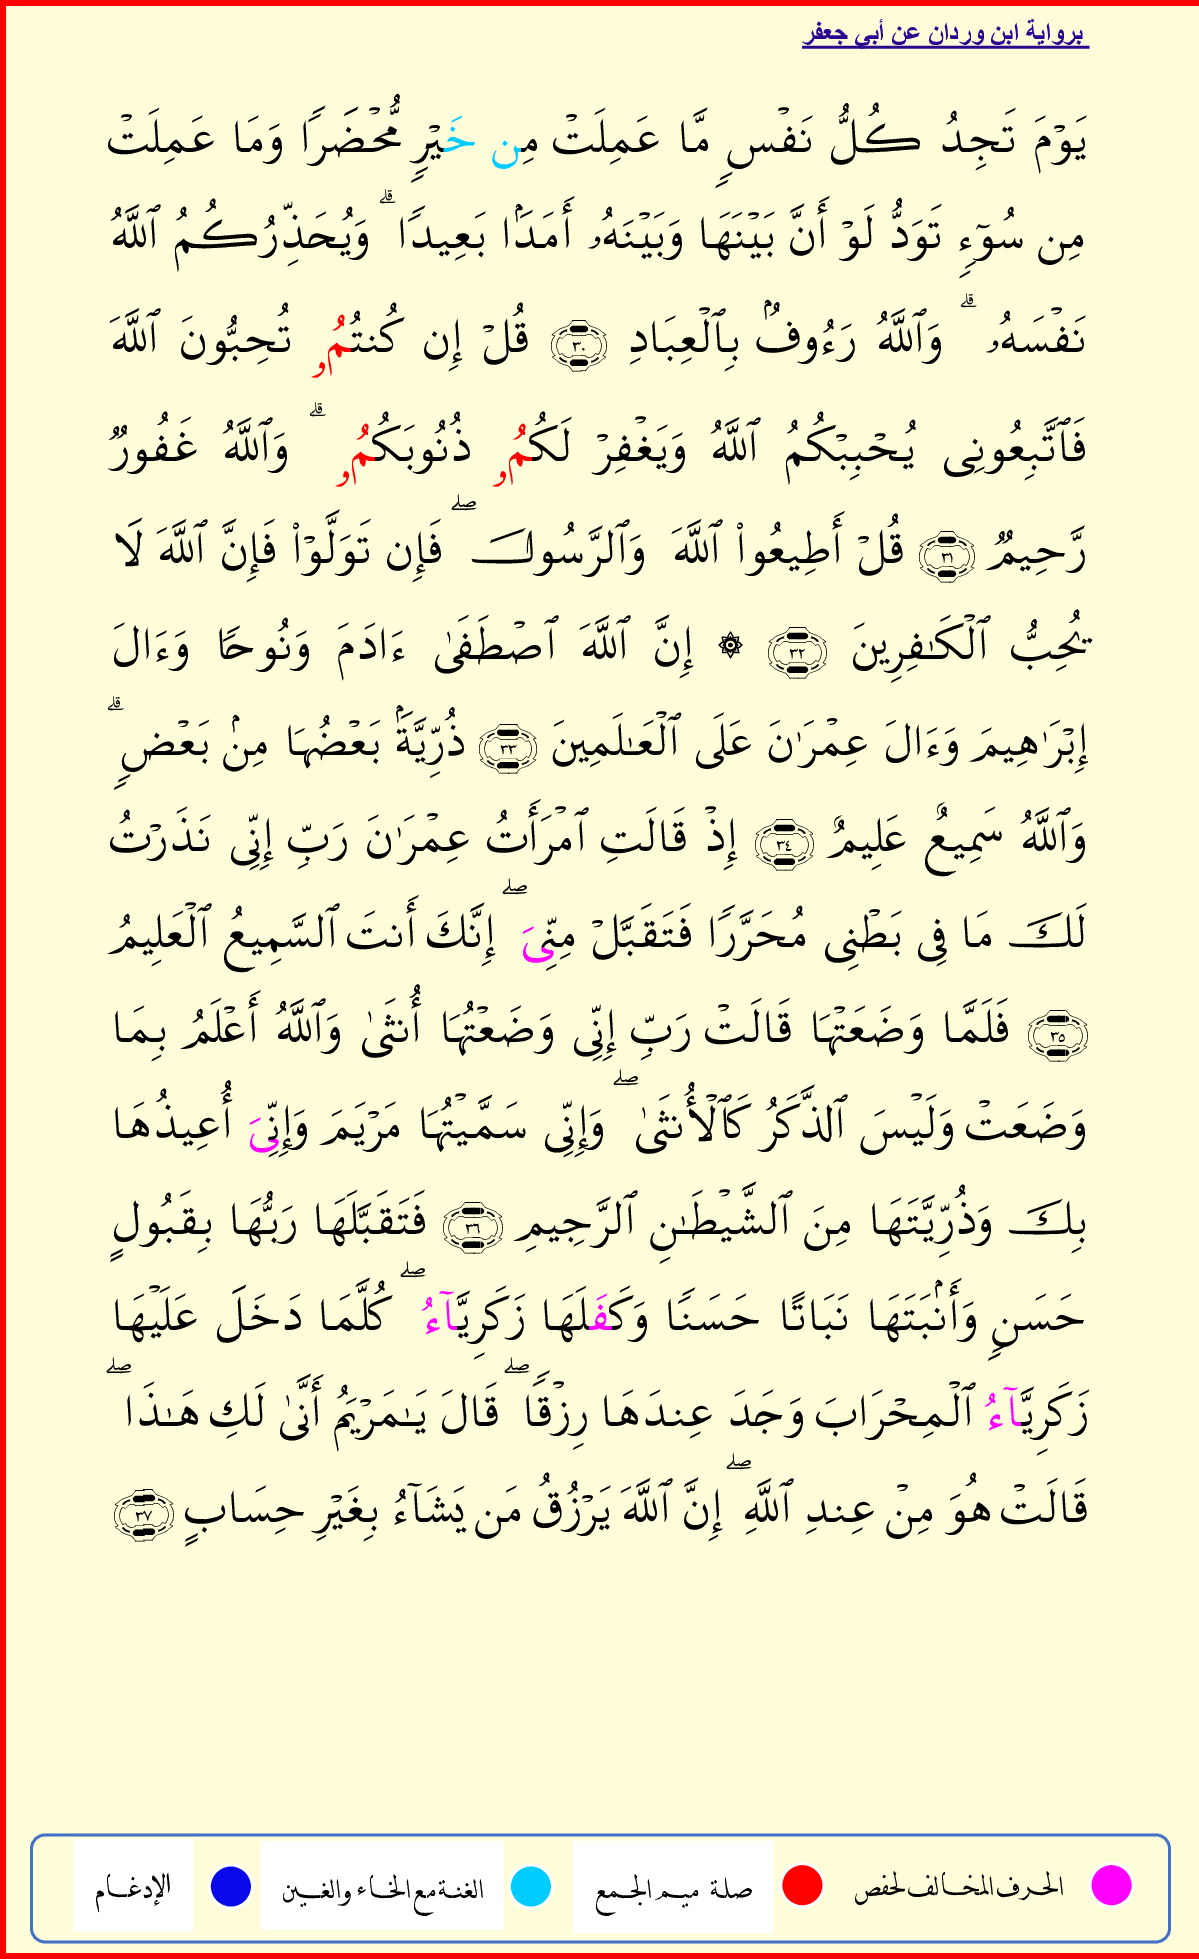 برواية ابن وردان عن أبي جعفر
يَوۡمَ تَجِدُ كُلُّ نَفۡسٖ مَّا عَمِلَتۡ مِن خَيۡرٖ مُّحۡضَرٗا وَمَا عَمِلَتۡ
مِن سُوٓءٖ تَوَدُّ لَوۡ أَنَّ بَيۡنَهَا وَبَيۡنَهُۥ أَمَدَۢا بَعِيدٗاۗ وَيُحَذِّرُكُمُ ٱللَّهُ
نَفۡسَهُۥۗ وَٱللَّهُ رَءُوفُۢ بِٱلۡعِبَادِ ٣٠ قُلۡ إِن كُنتُمُۥ تُحِبُّونَ ٱللَّهَ
فَٱتَّبِعُونِي يُحۡبِبۡكُمُ ٱللَّهُ وَيَغۡفِرۡ لَكُمُۥ ذُنُوبَكُمُۥۗ وَٱللَّهُ غَفُورٞ
رَّحِيمٞ ٣١ قُلۡ أَطِيعُواْ ٱللَّهَ وَٱلرَّسُولَۖ فَإِن تَوَلَّوۡاْ فَإِنَّ ٱللَّهَ لَا
يُحِبُّ ٱلۡكَٰفِرِينَ ٣٢ ۞ إِنَّ ٱللَّهَ ٱصۡطَفَىٰ ءَادَمَ وَنُوحٗا وَءَالَ
إِبۡرَٰهِيمَ وَءَالَ عِمۡرَٰنَ عَلَى ٱلۡعَٰلَمِينَ ٣٣ ذُرِّيَّةَۢ بَعۡضُهَا مِنۢ بَعۡضٖۗ
وَٱللَّهُ سَمِيعٌ عَلِيمٌ ٣٤ إِذۡ قَالَتِ ٱمۡرَأَتُ عِمۡرَٰنَ رَبِّ إِنِّي نَذَرۡتُ
لَكَ مَا فِي بَطۡنِي مُحَرَّرٗا فَتَقَبَّلۡ مِنِّيَۖ إِنَّكَ أَنتَ ٱلسَّمِيعُ ٱلۡعَلِيمُ
٣٥ فَلَمَّا وَضَعَتۡهَا قَالَتۡ رَبِّ إِنِّي وَضَعۡتُهَا أُنثَىٰ وَٱللَّهُ أَعۡلَمُ بِمَا
وَضَعَتۡ وَلَيۡسَ ٱلذَّكَرُ كَٱلۡأُنثَىٰۖ وَإِنِّي سَمَّيۡتُهَا مَرۡيَمَ وَإِنِّيَ أُعِيذُهَا
بِكَ وَذُرِّيَّتَهَا مِنَ ٱلشَّيۡطَٰنِ ٱلرَّجِيمِ ٣٦ فَتَقَبَّلَهَا رَبُّهَا بِقَبُولٍ
حَسَنٖ وَأَنۢبَتَهَا نَبَاتًا حَسَنٗا وَكَفَلَهَا زَكَرِيَّآءُۖ كُلَّمَا دَخَلَ عَلَيۡهَا
زَكَرِيَّآءُ ٱلۡمِحۡرَابَ وَجَدَ عِندَهَا رِزۡقٗاۖ قَالَ يَٰمَرۡيَمُ أَنَّىٰ لَكِ هَٰذَاۖ
قَالَتۡ هُوَ مِنۡ عِندِ ٱللَّهِۖ إِنَّ ٱللَّهَ يَرۡزُقُ مَن يَشَآءُ بِغَيۡرِ حِسَابٍ ٣٧
الحرف المخالف لحفص صلة ميم الجمع الغنة مع الخاء والغين الإدغام